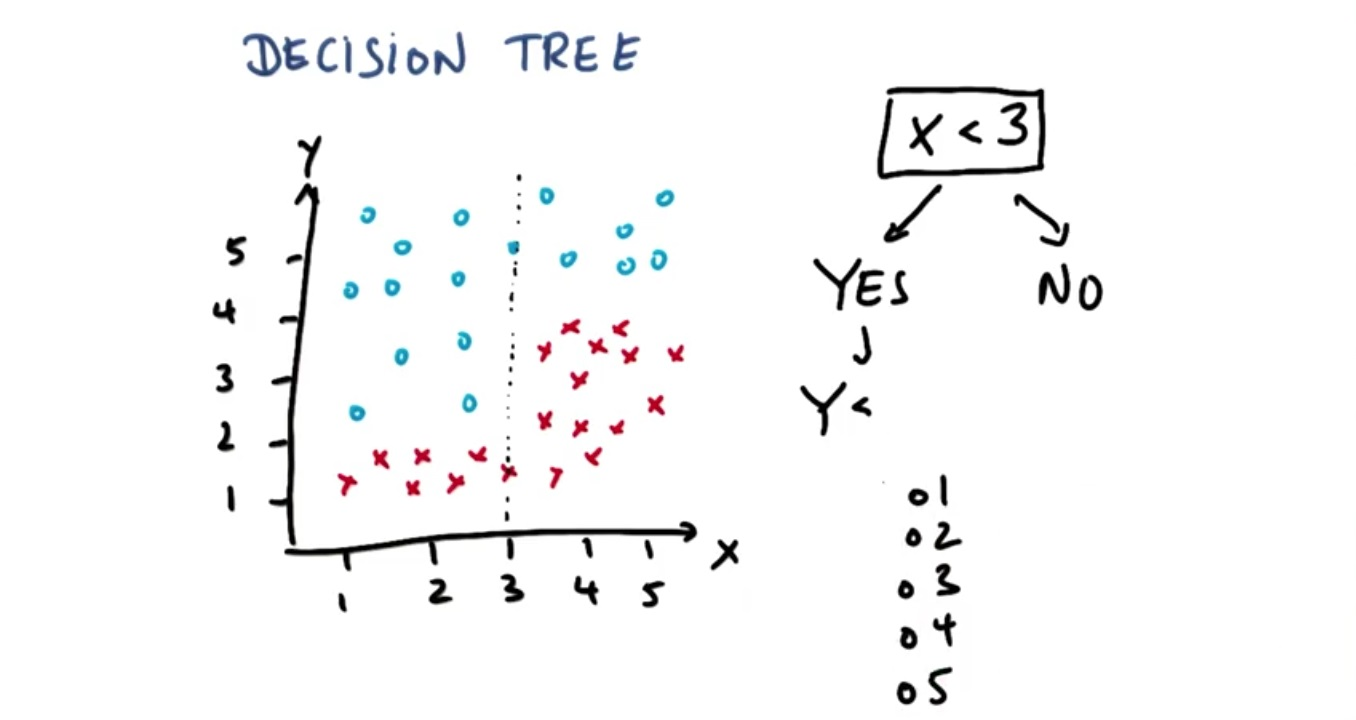 DECISION TREE
Y
5
4
3
2
1
1 2 3 4 5
X
X < 3
YES NO
Y <
1
2
3
4
5